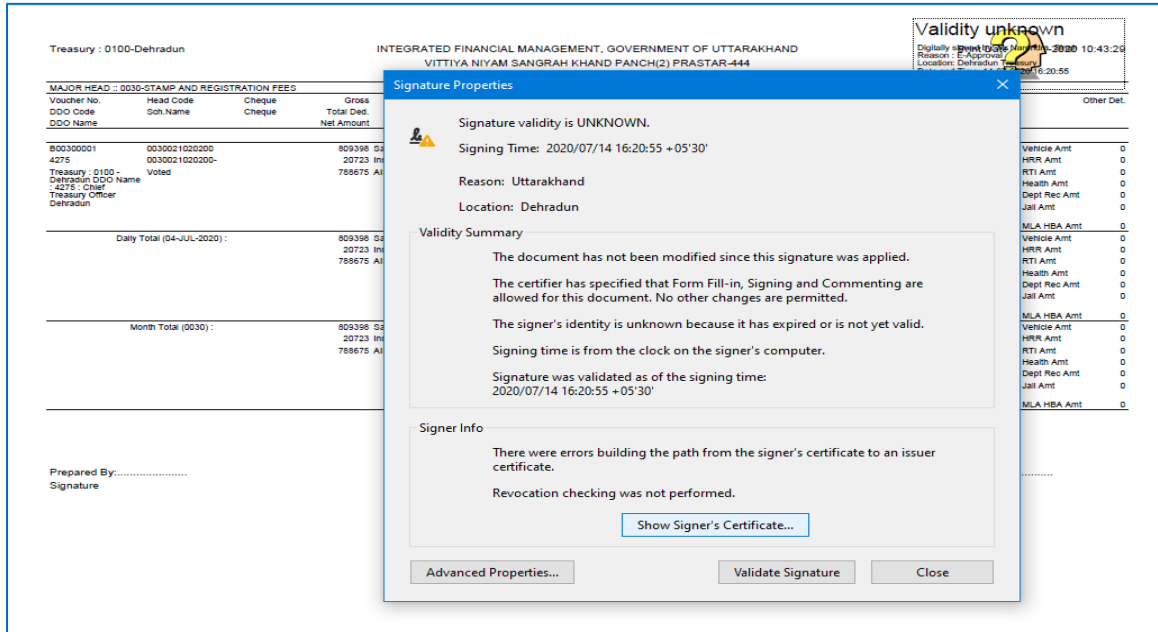 Validity unknown
Treasury : 0100-Dehradun
INTEGRATED FINANCIAL MANAGEMENT, GOVERNMENT OF UTTARAKHAND
VITTIYA NIYAM SANGRAH KHAND PANCH(2) PRASTAR-444
Digitally
-2020 10:43:29
Reason : E-Approval
Location: Dehradun
16:20:55
MAJOR HEAD :: 0030-STAMP AND REGISTRATION FEES
Voucher No. Head Code Cheque Gross Other Det.
DDO Code Sch.Name Cheque Total Ded.
DDO Name Net Amount
B00300001 0030021020200 809398 Vehicle Amt 0
4275 0030021020200- 20723 HRR Amt 0
Treasury : 0100 - Voted 788675 RTI Amt 0
Dehradun DDO Name Health Amt 0
: 4275 : Chief Dept Rec Amt 0
Treasury Officer Jail Amt 0
Dehradun
MLA HBA Amt 0
Daily Total (04-JUL-2020) : 809398 Vehicle Amt 0
20723 HRR Amt 0
788675 RTI Amt 0
Health Amt 0
Dept Rec Amt 0
Jail Amt 0
MLA HBA Amt 0
Month Total (0030) : 809398 Vehicle Amt 0
20723 HRR Amt 0
788675 RTI Amt 0
Health Amt 0
Dept Rec Amt 0
Jail Amt 0
MLA HBA Amt 0
Prepared By:......................
Signature
Signature Properties
Signature validity is UNKNOWN.
Signing Time: 2020/07/14 16:20:55 +05'30'
Reason: Uttarakhand
Location: Dehradun
Validity Summary
The document has not been modified since this signature was applied.
The certifier has specified that Form Fill-in, Signing and Commenting are
allowed for this document. No other changes are permitted.
The signer's identity is unknown because it has expired or is not yet valid.
Signing time is from the clock on the signer's computer.
Signature was validated as of the signing time:
2020/07/14 16:20:55 +05'30'
Signer Info
There were errors building the path from the signer's certificate to an issuer
certificate.
Revocation checking was not performed.
Show Signer's Certificate...
Advanced Properties... Validate Signature Close